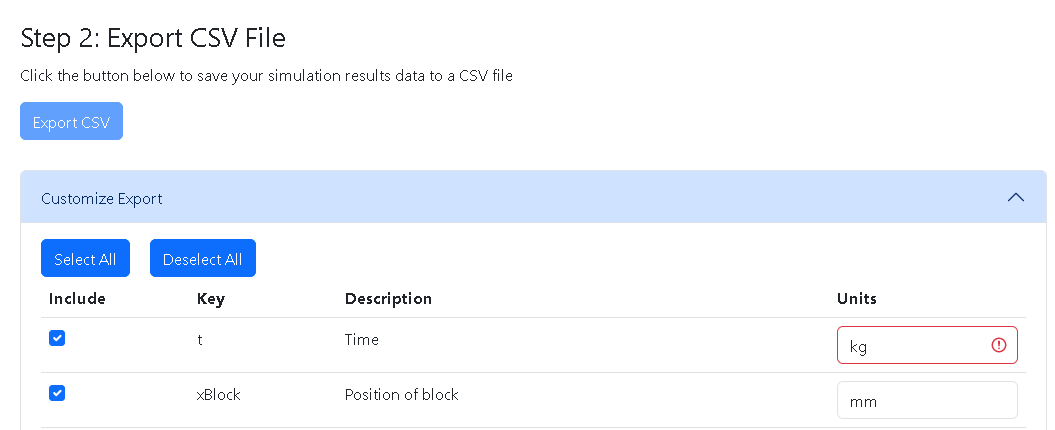 Step 2: Export CSV File
Click the button below to save your simulation results data to a CSV file
Export CSV
Customize Export
Select All Deselect All
Include Key Description Units
t Time kg
xBlock Position of block mm